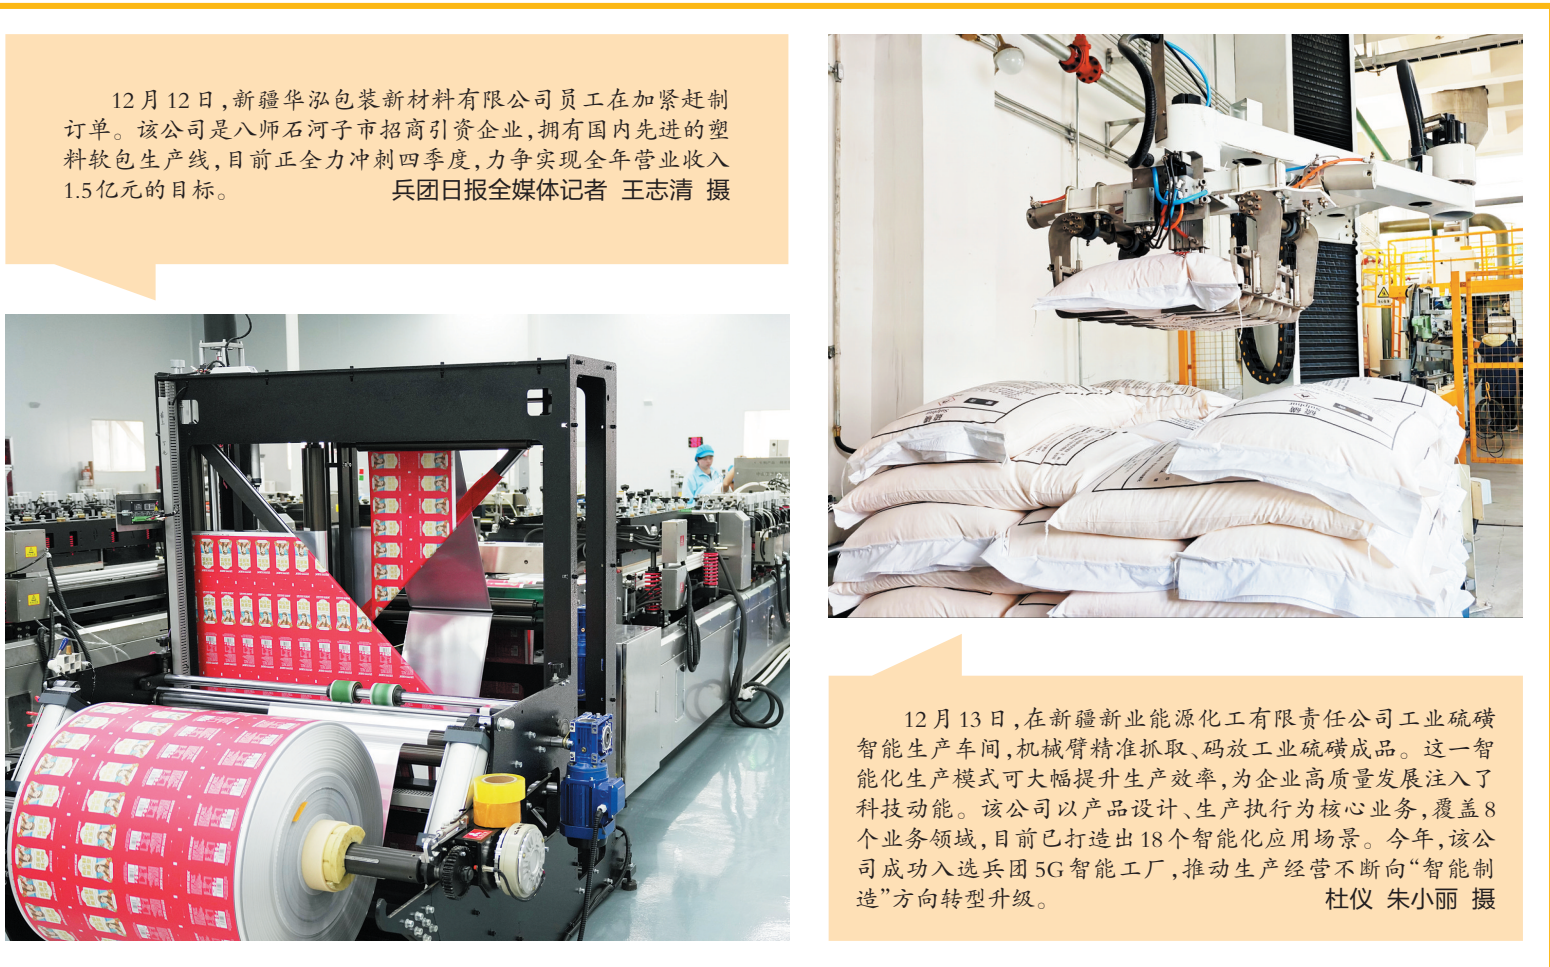 12月12日,新疆华泓包装新材料有限公司员工在加紧赶制
订单。该公司是八师石河子市招商引资企业,拥有国内先进的塑
料软包生产线,目前正全力冲刺四季度,力争实现全年营业收入
1.5亿元的目标。 兵团日报全媒体记者 王志清 摄
硫磺
Sulphur
12月13日,在新疆新业能源化工有限责任公司工业硫磺
智能生产车间,机械臂精准抓取、码放工业硫磺成品。这一智
能化生产模式可大幅提升生产效率,为企业高质量发展注入了
科技动能。该公司以产品设计、生产执行为核心业务,覆盖8
个业务领域,目前已打造出18个智能化应用场景。今年,该公
司成功入选兵团5G智能工厂,推动生产经营不断向“智能制
造”方向转型升级。 杜仪 朱小丽 摄